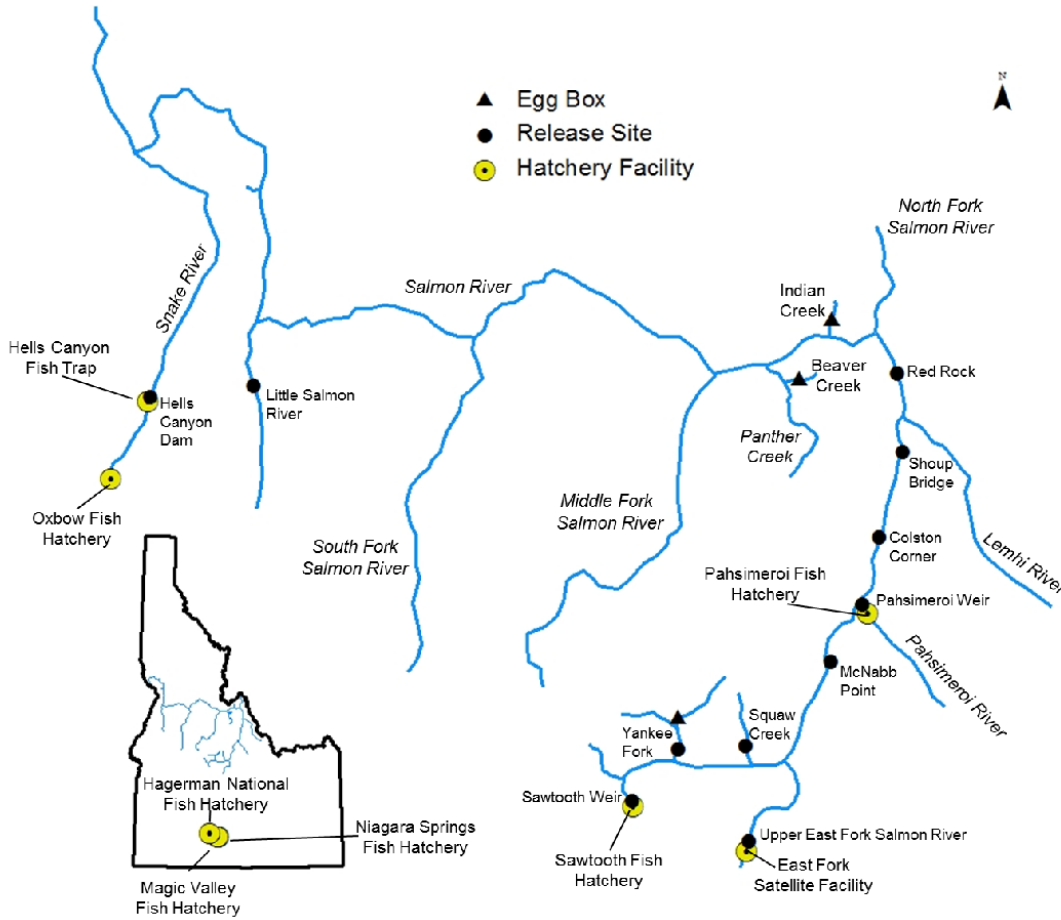 N
Egg Box
Release Site
Hatchery Facility
North Fork
Salmon River
Snake River
Salmon River
Indian
Creek
Hells Canyon
Fish Trap
Beaver
Creek
Red Rock
Hells
Canyon
Dam
Little Salmon
River
Panther
Creek
Shoup
Bridge
Oxbow Fish
Hatchery
Middle Fork
Salmon River
South Fork
Salmon River
Colston
Corner
Lemhi River
Pahsimeroi Fish
Hatchery
Pahsimeroi Weir
McNabb
Point
Pahsimeroi River
Squaw
Creek
Yankee
Fork
Hagerman National
Fish Hatchery
Sawtooth Weir
Niagara Springs
Fish Hatchery
Upper East Fork Salmon River
Sawtooth Fish
Hatchery
East Fork
Satellite Facility
Magic Valley
Fish Hatchery